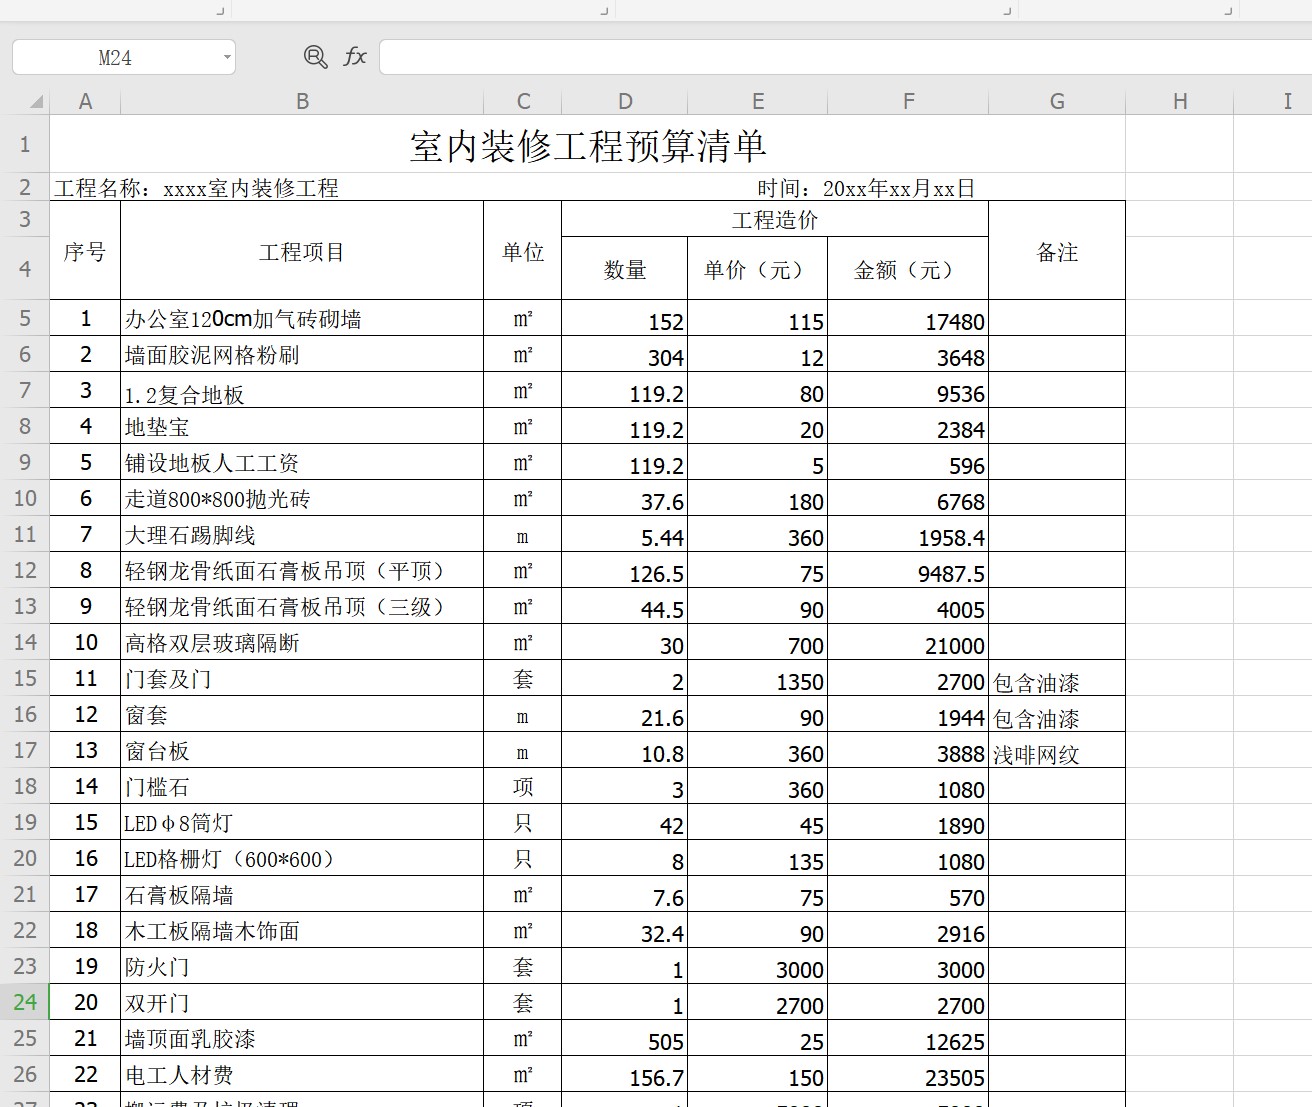 M24 fx
A B C D E F G H I
1 室内装修工程预算清单
2 工程名称：xxxx室内装修工程 时间：20xx年xx月xx日
3 序号 工程项目 单位 工程造价 备注
4 数量 单价（元） 金额（元）
5 1 办公室120cm加气砖砌墙 m² 152 115 17480
6 2 墙面胶泥网格粉刷 m² 304 12 3648
7 3 1.2复合地板 m² 119.2 80 9536
8 4 地垫宝 m² 119.2 20 2384
9 5 铺设地板人工工资 m² 119.2 5 596
10 6 走道800*800抛光砖 m² 37.6 180 6768
11 7 大理石踢脚线 m 5.44 360 1958.4
12 8 轻钢龙骨纸面石膏板吊顶（平顶） m² 126.5 75 9487.5
13 9 轻钢龙骨纸面石膏板吊顶（三级） m² 44.5 90 4005
14 10 高格双层玻璃隔断 m² 30 700 21000
15 11 门套及门 套 2 1350 2700 包含油漆
16 12 窗套 m 21.6 90 1944 包含油漆
17 13 窗台板 m 10.8 360 3888 浅啡网纹
18 14 门槛石 项 3 360 1080
19 15 LEDφ8筒灯 只 42 45 1890
20 16 LED格栅灯（600*600） 只 8 135 1080
21 17 石膏板隔墙 m² 7.6 75 570
22 18 木工板隔墙木饰面 m² 32.4 90 2916
23 19 防火门 套 1 3000 3000
24 20 双开门 套 1 2700 2700
25 21 墙顶面乳胶漆 m² 505 25 12625
26 22 电工人材费 m² 156.7 150 23505